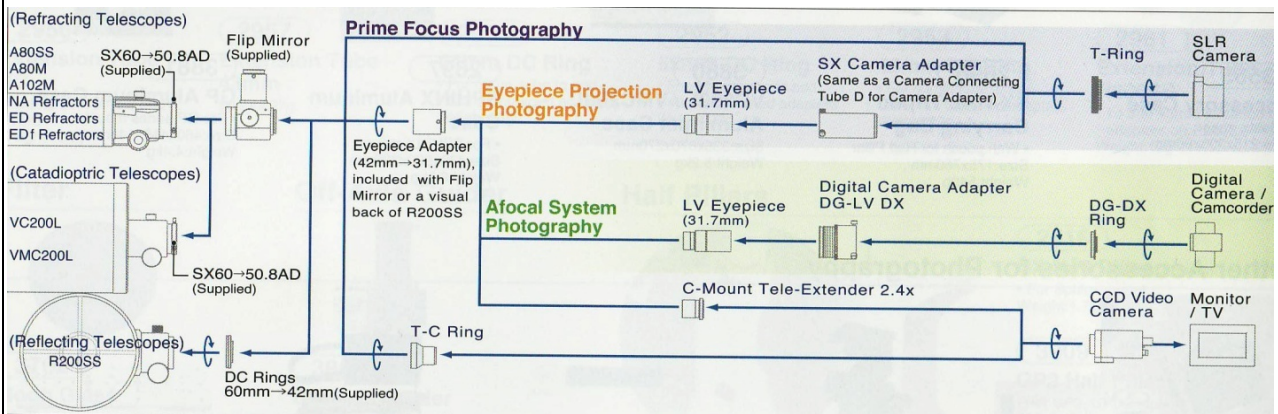 (Refracting Telescopes)
A80SS
A80M
A102M
NA Refractors
ED Refractors
EDf Refractors
SX60→50.8AD
(Supplied)
Flip Mirror
(Supplied)
Prime Focus Photography
Eyepiece Projection
Photography
Eyepiece Adapter
(42mm→31.7mm),
included with Flip
Mirror or a visual
back of R200SS
LV Eyepiece
(31.7mm)
SX Camera Adapter
(Same as a Camera Connecting
Tube D for Camera Adapter)
T-Ring
SLR
Camera
(Catadioptric Telescopes)
VC200L
VMC200L
SX60→50.8AD
(Supplied)
Afocal System
Photography
LV Eyepiece
(31.7mm)
Digital Camera Adapter
DG-LV DX
DG-DX
Ring
Digital
Camera /
Camcorder
C-Mount Tele-Extender 2.4x
CCD Video
Camera
Monitor
/ TV
(Reflecting Telescopes)
R200SS
DC Rings
60mm→42mm(Supplied)
T-C Ring